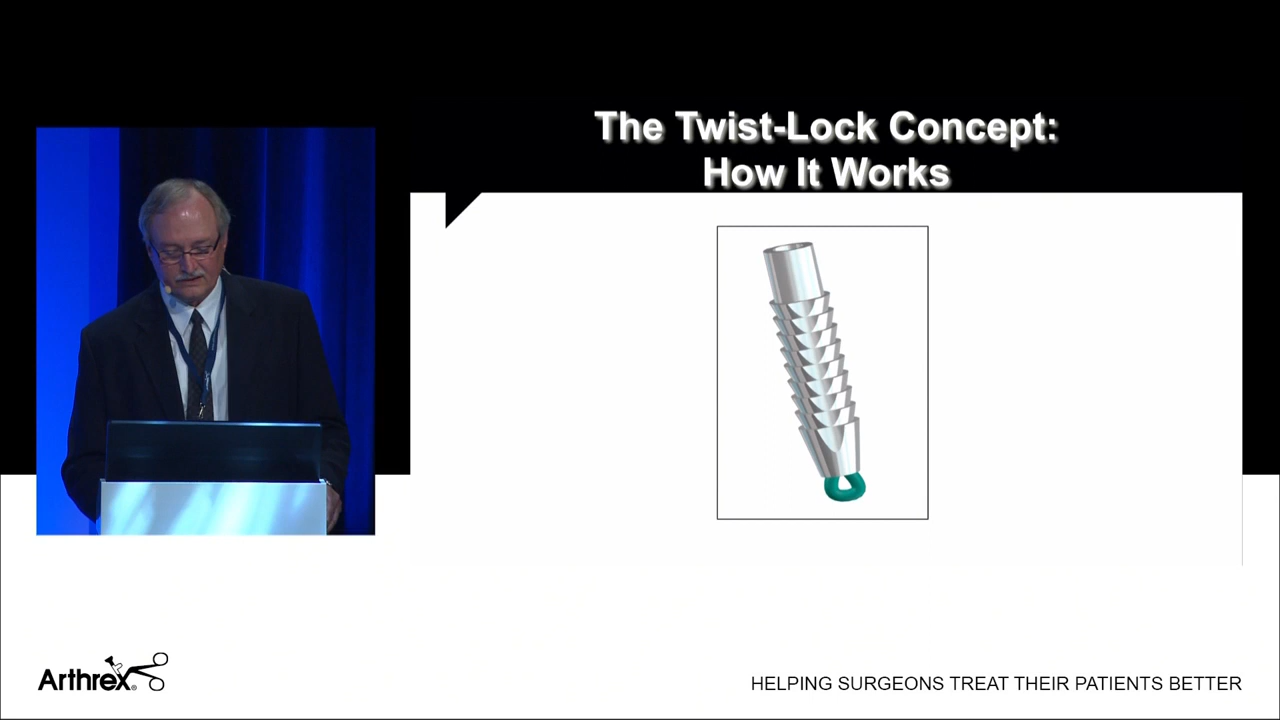 The Twist-Lock Concept:
How It Works
Arthrex®
HELPING SURGEONS TREAT THEIR PATIENTS BETTER